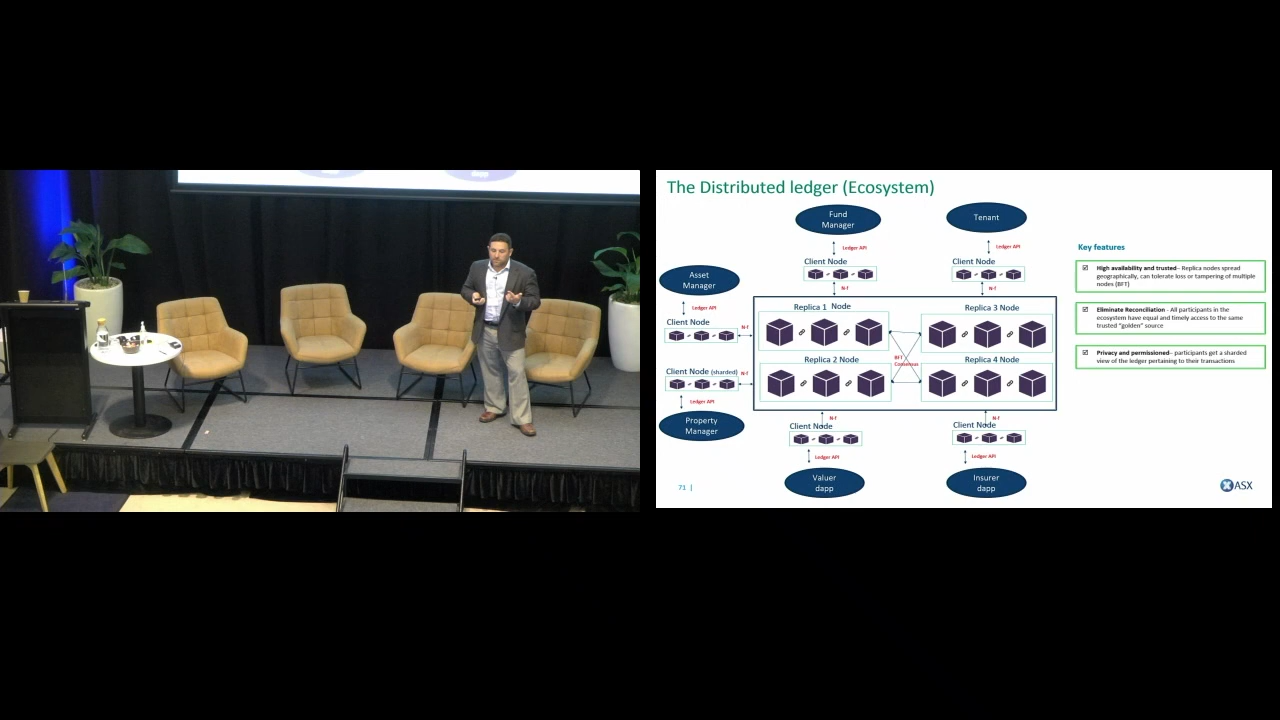 The Distributed ledger (Ecosystem)
Fund
Manager
Tenant
Ledger API
Ledger API
Client Node
Client Node
N-f
N-f
Asset
Manager
Ledger API
Client Node
N-f
Client Node (sharded)
N-f
Ledger API
Property
Manager
Replica 1 Node
Replica 3 Node
BFT
Consensus
Replica 2 Node
Replica 4 Node
N-f
N-f
Client Node
Client Node
Ledger API
Ledger API
Valuer
dapp
Insurer
dapp
Key features
High availability and trusted– Replica nodes spread
geographically, can tolerate loss or tampering of multiple
nodes (BFT)
Eliminate Reconciliation - All participants in the
ecosystem have equal and timely access to the same
trusted "golden" source
Privacy and permissioned– participants get a sharded
view of the ledger pertaining to their transactions
71 |
ASX